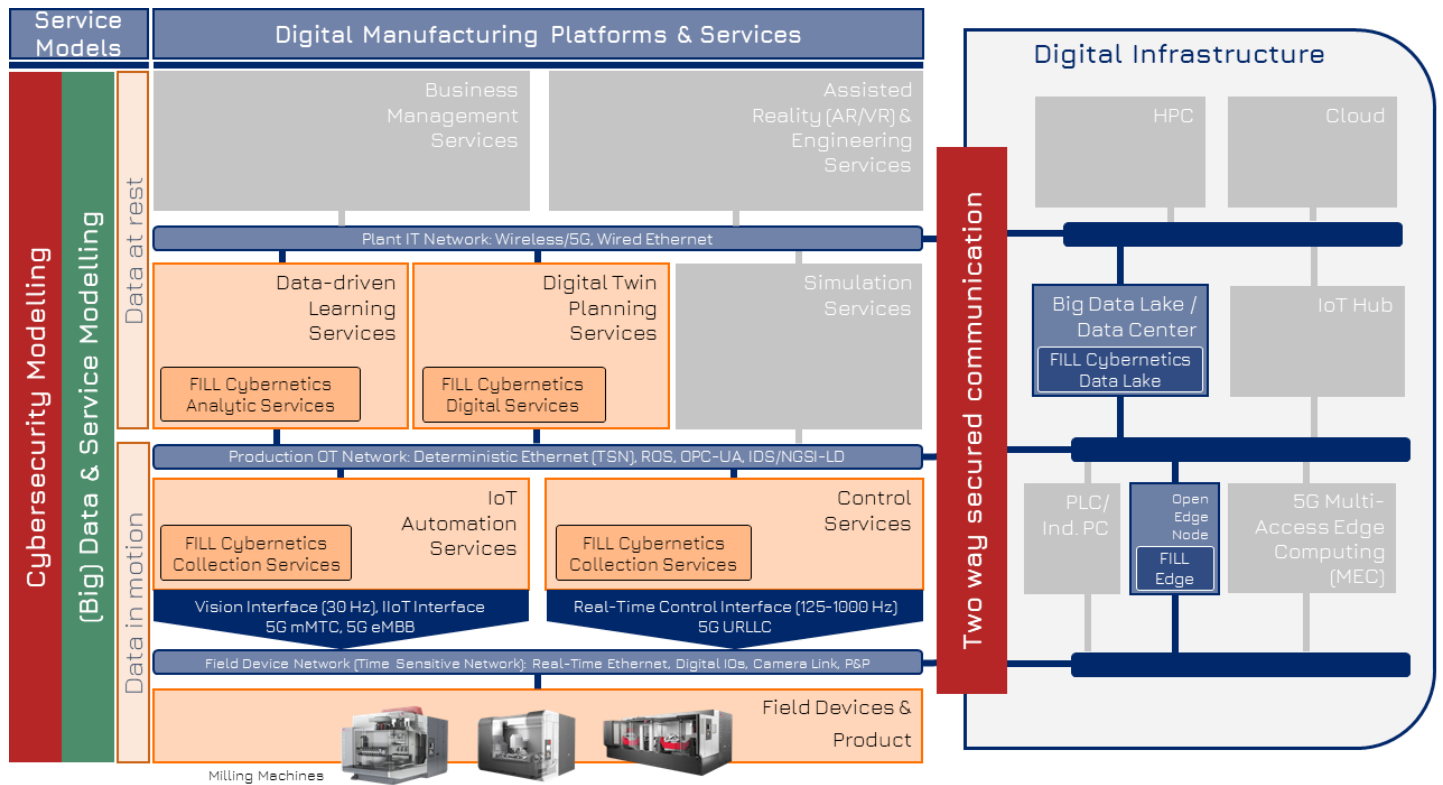 Service
Models
Digital Manufacturing Platforms & Services
Digital Infrastructure
Cybersecurity Modelling
(Big) Data & Service Modelling
Data at rest
Data in motion
Business
Management
Services
Assisted
Reality (AR/VR) &
Engineering
Services
Plant IT Network: Wireless/5G, Wired Ethernet
Data-driven
Learning
Services
FILL Cybernetics
Analytic Services
Digital Twin
Planning
Services
FILL Cybernetics
Digital Services
Simulation
Services
Production OT Network: Deterministic Ethernet (TSN), ROS, OPC-UA, IDS/NGSI-LD
IoT
Automation
Services
FILL Cybernetics
Collection Services
Control
Services
FILL Cybernetics
Collection Services
Vision Interface (30 Hz), IIoT Interface
5G mMTC, 5G eMBB
Real-Time Control Interface (125-1000 Hz)
5G URLLC
Field Device Network (Time Sensitive Network): Real-Time Ethernet, Digital IOs, Camera Link, P&P
Field Devices &
Product
Milling Machines
Two way secured communication
HPC
Cloud
Big Data Lake /
Data Center
FILL Cybernetics
Data Lake
IoT Hub
PLC/
Ind. PC
Open
Edge
Node
FILL
Edge
5G Multi-
Access Edge
Computing
(MEC)